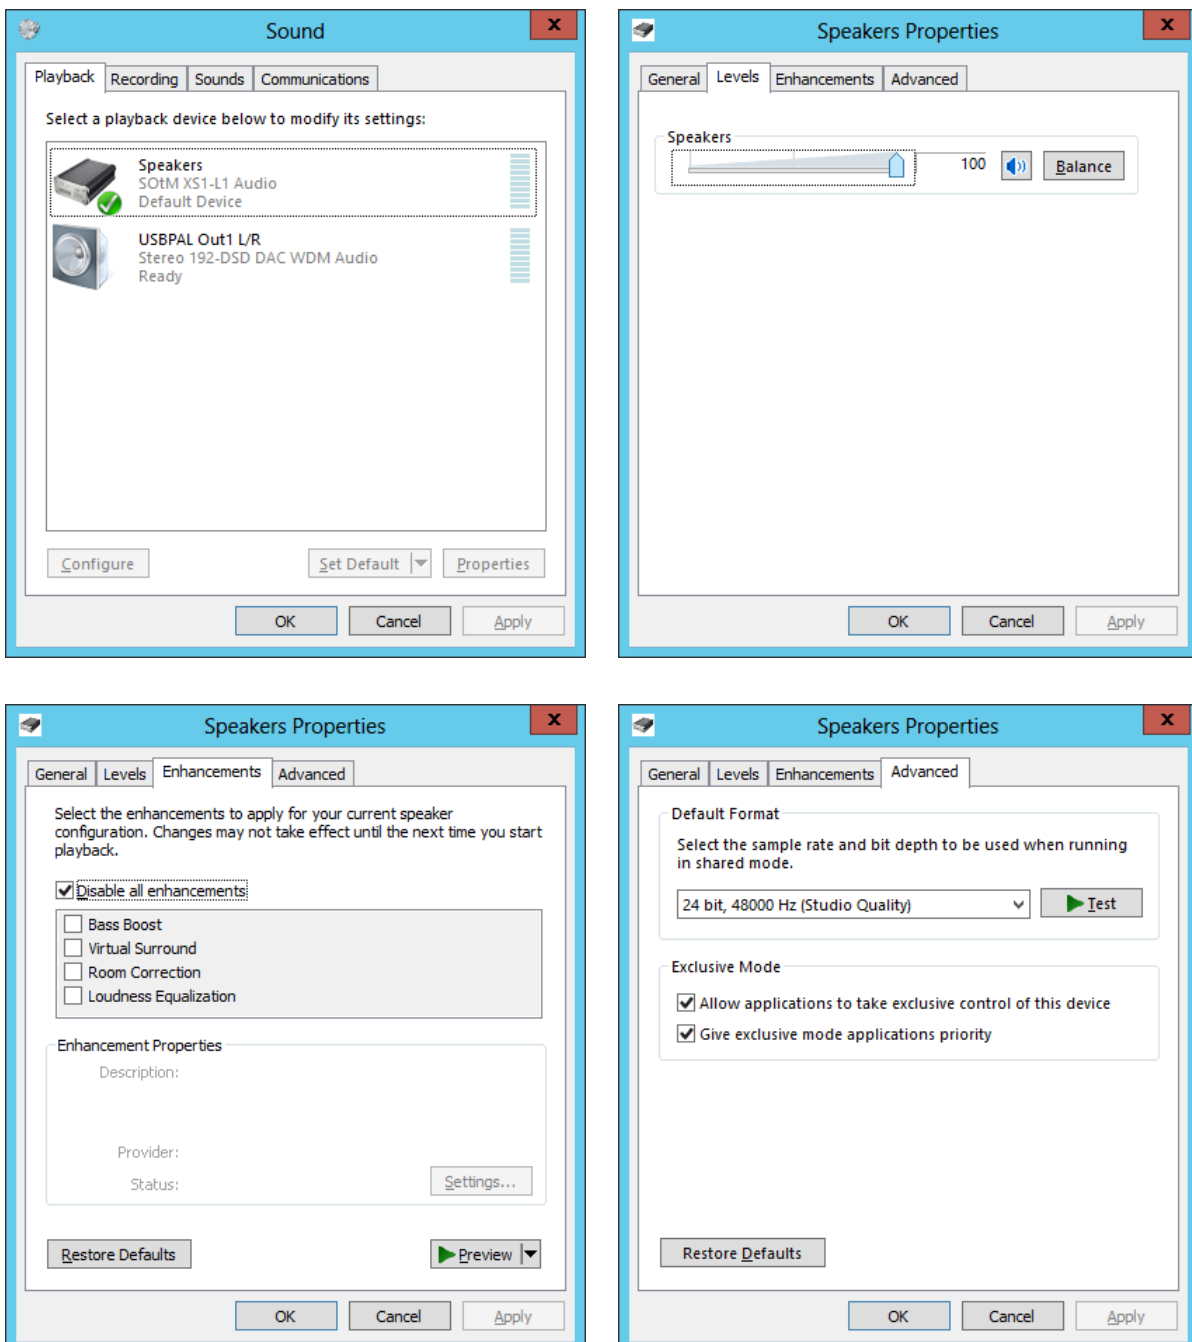 Sound
x
Playback Recording Sounds Communications
Select a playback device below to modify its settings:
Speakers
SOtM XS1-L1 Audio
Default Device
USBPAL Out1 L/R
Stereo 192-DSD DAC WDM Audio
Ready
Configure Set Default Properties
OK Cancel Apply
Speakers Properties
x
General Levels Enhancements Advanced
Speakers
100 Balance
OK Cancel Apply
Speakers Properties
x
General Levels Enhancements Advanced
Select the enhancements to apply for your current speaker
configuration. Changes may not take effect until the next time you start
playback.
Disable all enhancements
Bass Boost
Virtual Surround
Room Correction
Loudness Equalization
Enhancement Properties
Description:
Provider:
Status: Settings...
Restore Defaults Preview
OK Cancel Apply
Speakers Properties
x
General Levels Enhancements Advanced
Default Format
Select the sample rate and bit depth to be used when running
in shared mode.
24 bit, 48000 Hz (Studio Quality) Test
Exclusive Mode
Allow applications to take exclusive control of this device
Give exclusive mode applications priority
Restore Defaults
OK Cancel Apply